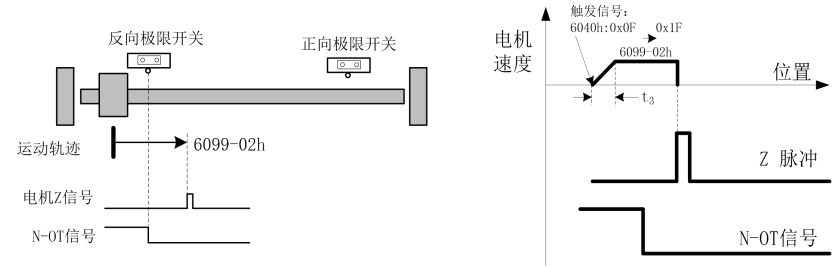 反向极限开关
正向极限开关
运动轨迹
6099-02h
电机Z信号
N-OT信号
触发信号:
6040h:0x0F 0x1F
电机
速度
6099-02h
位置
t3
Z 脉冲
N-OT信号